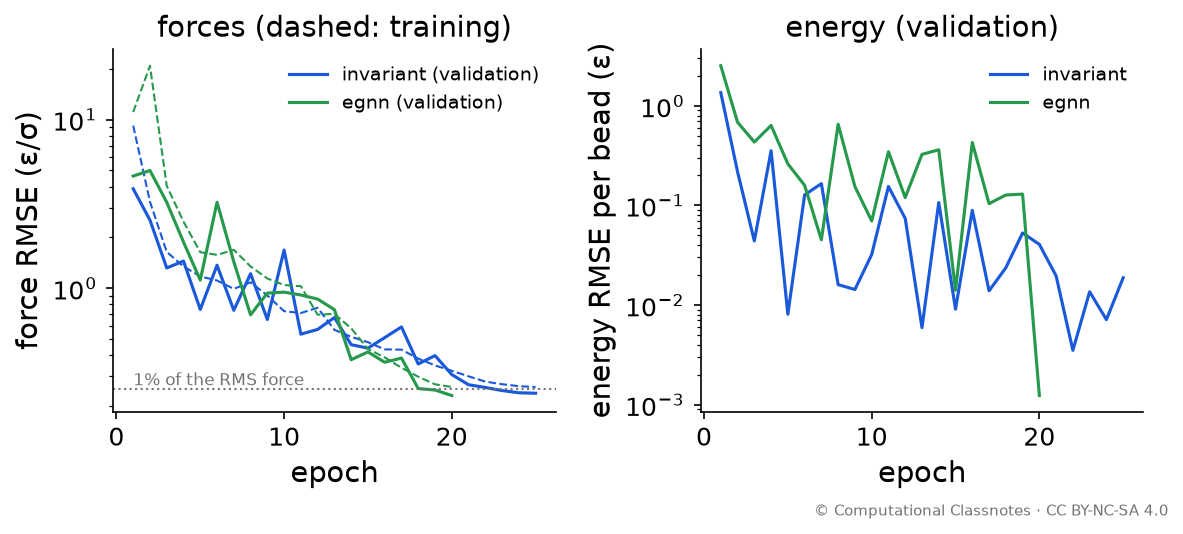 forces (dashed: training)
force RMSE (ε/σ)
10¹
10⁰
invariant (validation)
egnn (validation)
1% of the RMS force
0
10
20
epoch
energy (validation)
energy RMSE per bead (ε)
10⁰
10⁻¹
10⁻²
10⁻³
invariant
egnn
0
10
20
epoch
© Computational Classnotes · CC BY-NC-SA 4.0